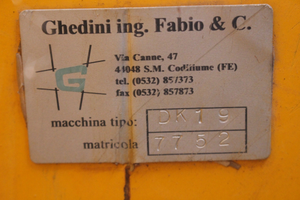 Ghedini ing. Fabio & C.
G
Via Canne, 47
44048 S.M. Codifiume (FE)
tel. (0532) 857373
fax (0532) 857873
macchina tipo: DK19
matricola 7752